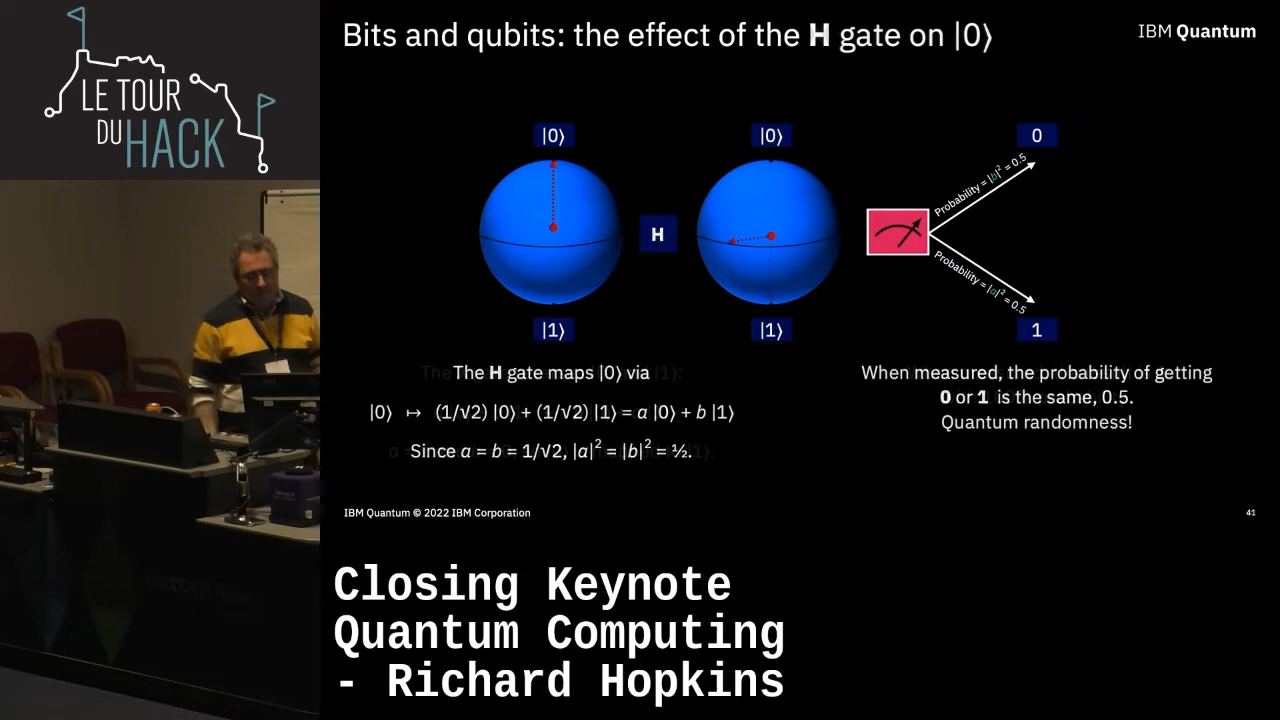 LE TOUR
DU HACK
Bits and qubits: the effect of the H gate on |0⟩
IBM Quantum
|0⟩
|0⟩
0
H
Probability = |b|² = 0.5
Probability = |a|² = 0.5
|1⟩
|1⟩
1
The H gate maps |0⟩ via
|0⟩ ↦ (1/√2) |0⟩ + (1/√2) |1⟩ = a |0⟩ + b |1⟩
Since a = b = 1/√2, |a|² = |b|² = ½.
When measured, the probability of getting
0 or 1 is the same, 0.5.
Quantum randomness!
IBM Quantum © 2022 IBM Corporation
41
Closing Keynote
Quantum Computing
- Richard Hopkins